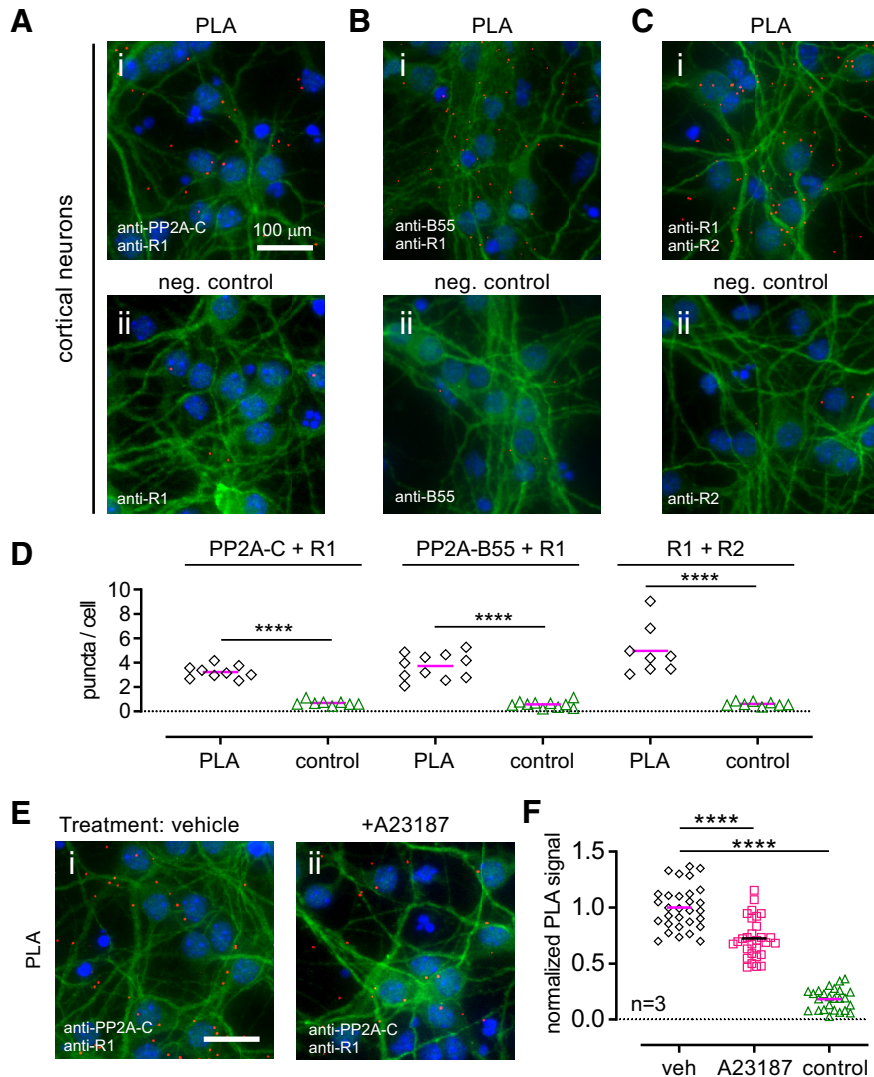 A
B
C
PLA
PLA
PLA
cortical neurons
i
anti-PP2A-C
anti-R1
100 μm
i
anti-B55
anti-R1
i
anti-R1
anti-R2
neg. control
neg. control
neg. control
ii
anti-R1
ii
anti-B55
ii
anti-R2
D
PP2A-C + R1
PP2A-B55 + R1
R1 + R2
puncta / cell
10
8
6
4
2
0
****
****
****
PLA
control
PLA
control
PLA
control
E
Treatment: vehicle
+A23187
PLA
i
anti-PP2A-C
anti-R1
ii
anti-PP2A-C
anti-R1
F
normalized PLA signal
1.5
1.0
0.5
0.0
****
****
n=3
veh
A23187
control